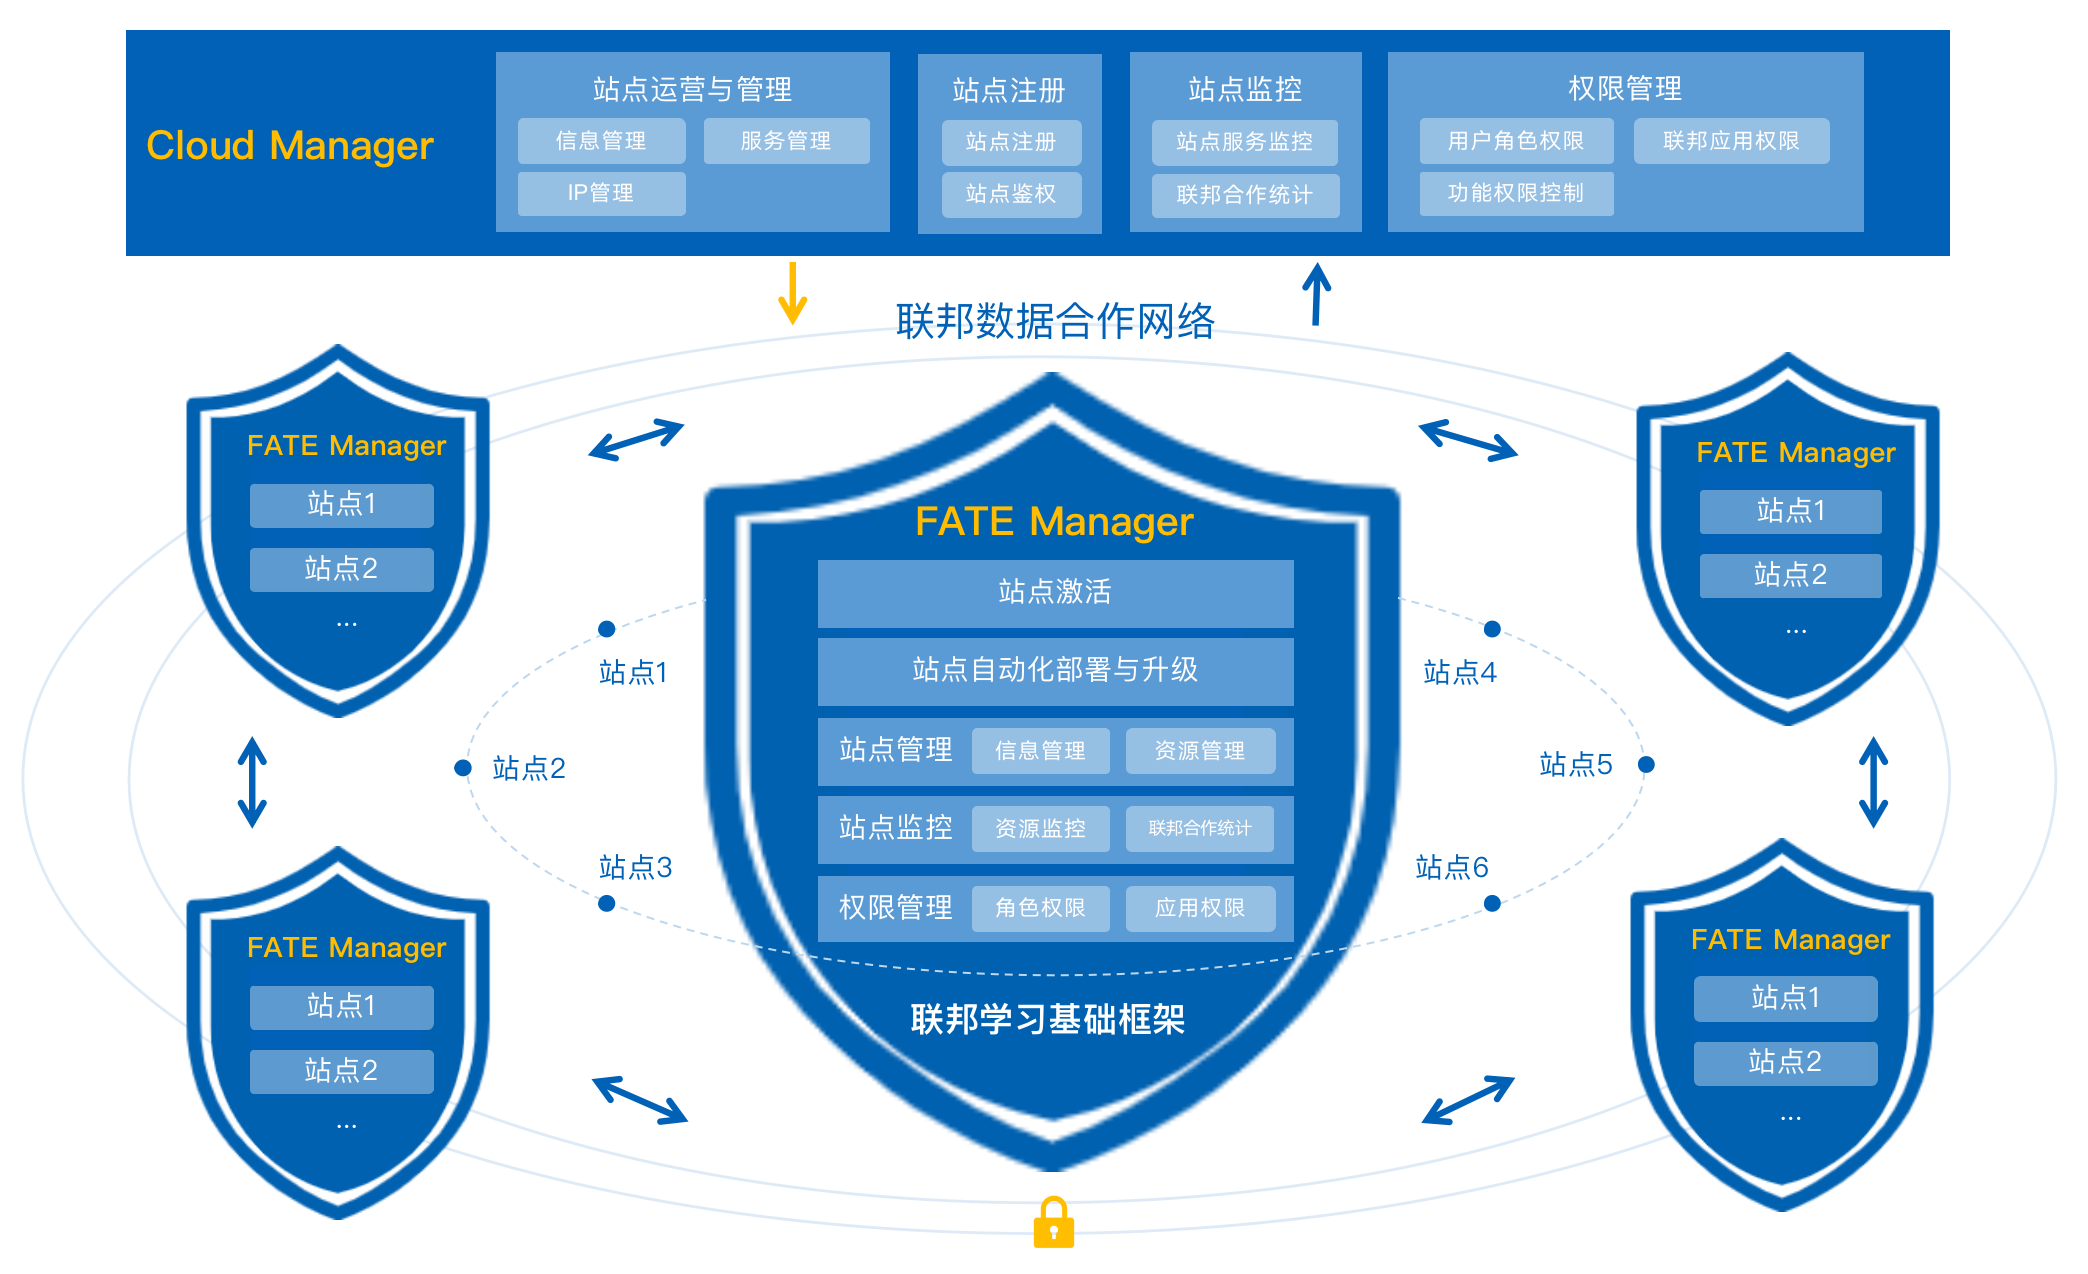 Cloud Manager
站点运营与管理
信息管理
服务管理
IP管理
站点注册
站点注册
站点鉴权
站点监控
站点服务监控
联邦合作统计
权限管理
用户角色权限
联邦应用权限
功能权限控制
联邦数据合作网络
FATE Manager
站点1
站点2
...
FATE Manager
站点激活
站点自动化部署与升级
站点管理
信息管理
资源管理
站点监控
资源监控
联邦合作统计
权限管理
角色权限
应用权限
联邦学习基础框架
FATE Manager
站点1
站点2
...
站点1
站点2
站点3
站点4
站点5
站点6
FATE Manager
站点1
站点2
...
FATE Manager
站点1
站点2
...